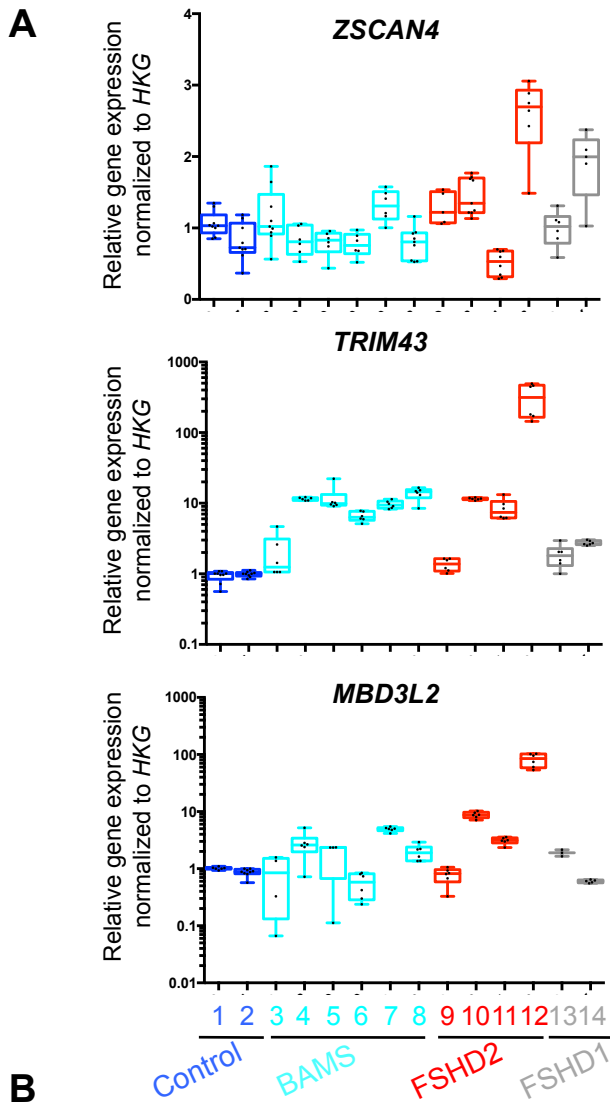 A
ZSCAN4
Relative gene expression
normalized to HKG
4
3
2
1
0
TRIM43
Relative gene expression
normalized to HKG
1000
100
10
1
0.1
MBD3L2
Relative gene expression
normalized to HKG
1000
100
10
1
0.1
0.01
1 2 3 4 5 6 7 8 9 10 11 12 13 14
Control BAMS FSHD2 FSHD1
B